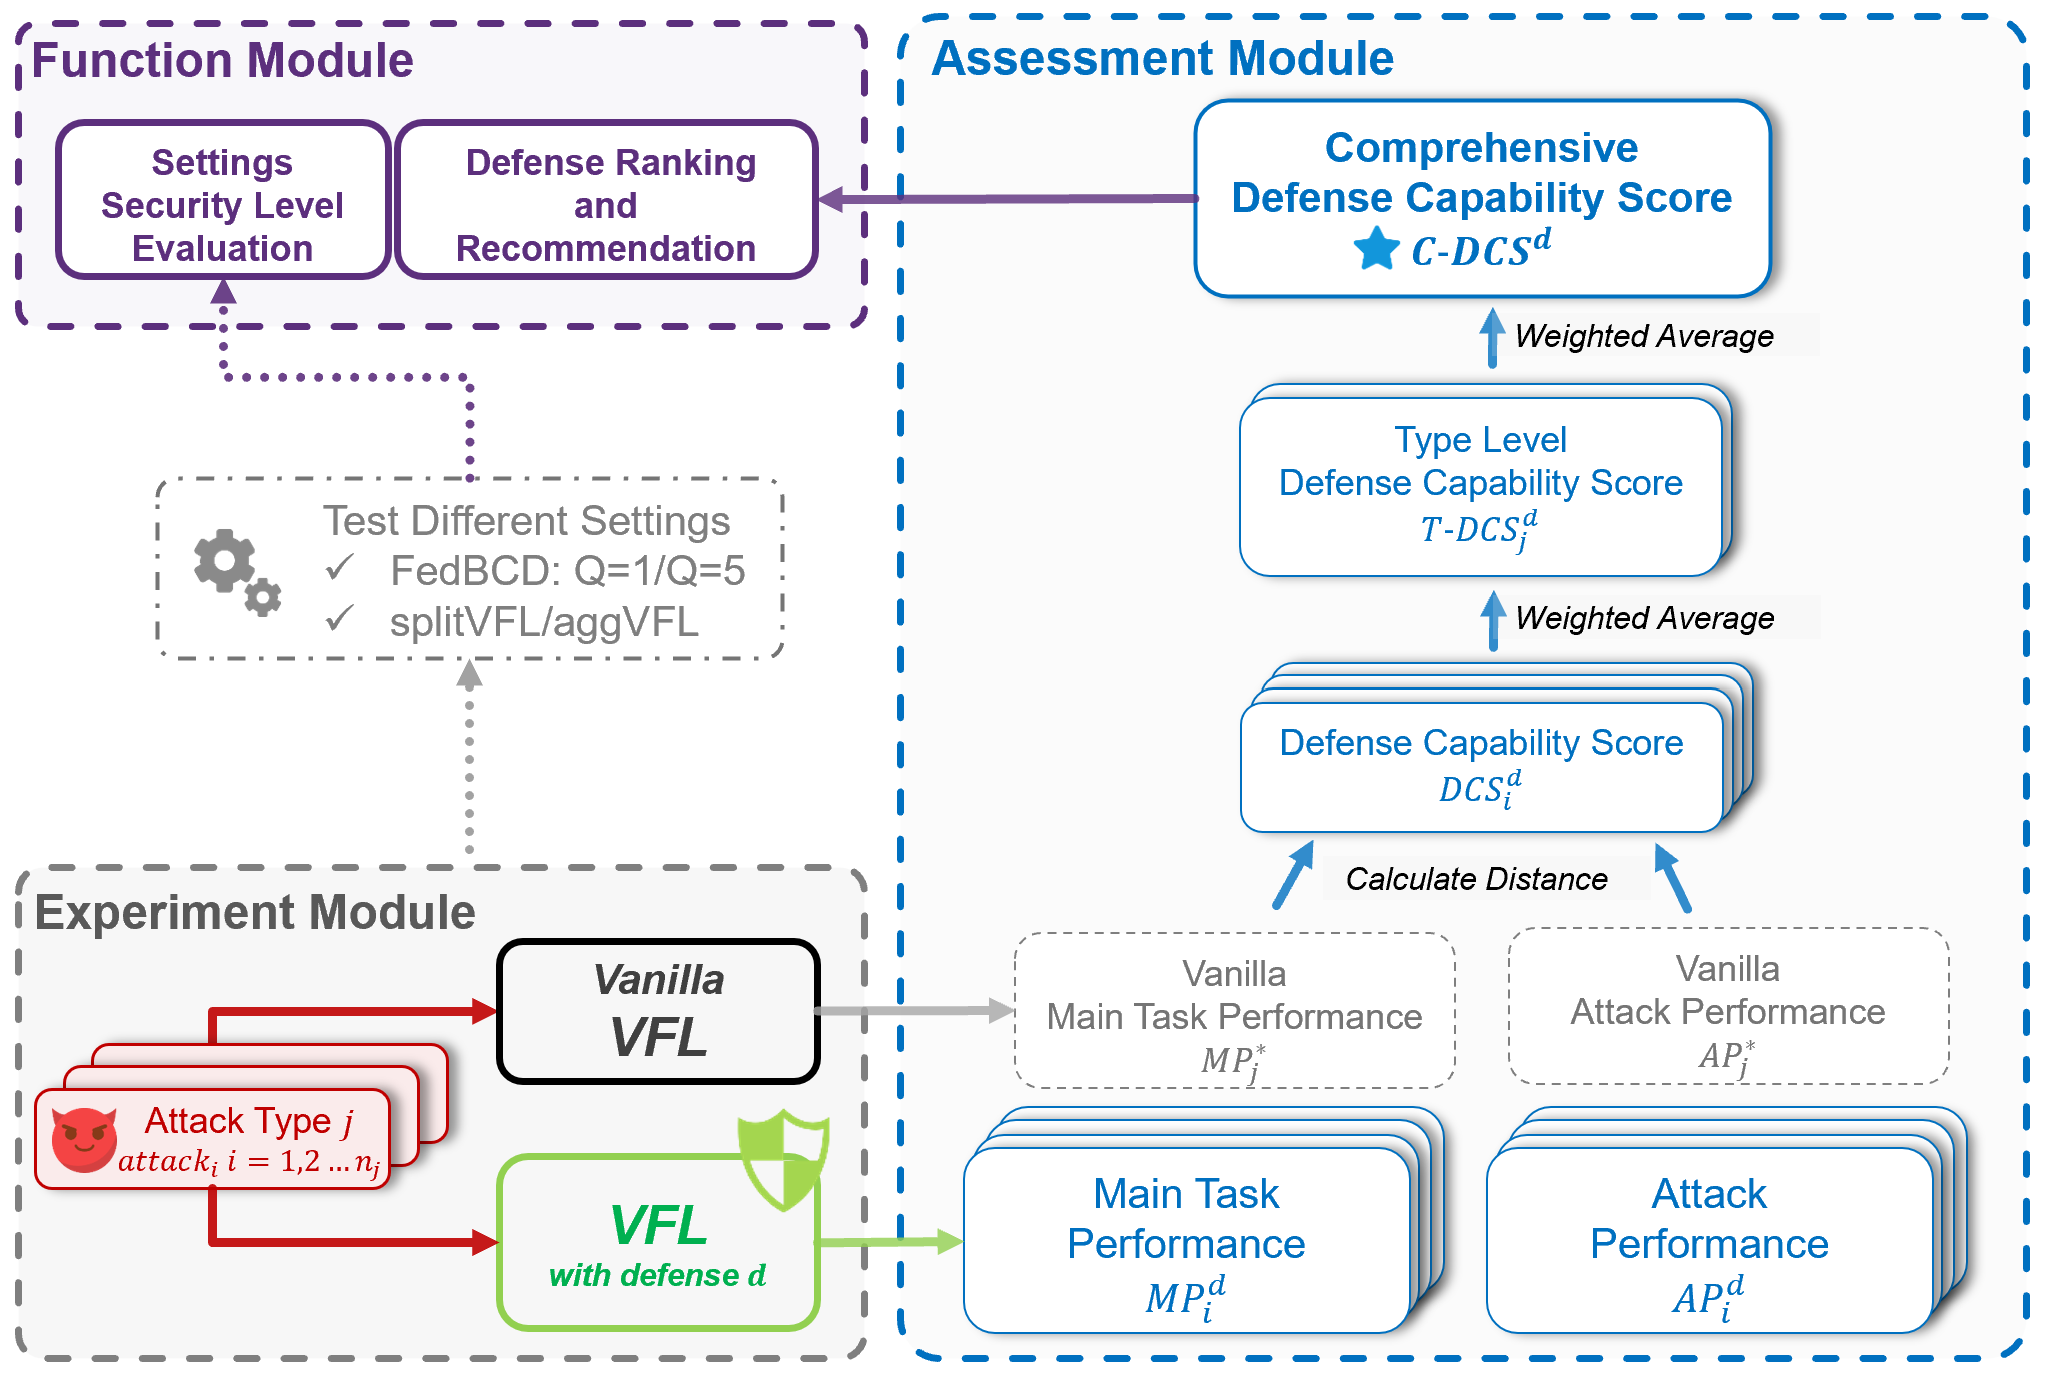 Function Module
Settings
Security Level
Evaluation
Defense Ranking
and
Recommendation
Test Different Settings
✓ FedBCD: Q=1/Q=5
✓ splitVFL/aggVFL
Experiment Module
Attack Type j
attack_i i = 1,2 … n_j
Vanilla
VFL
VFL
with defense d
Assessment Module
Comprehensive
Defense Capability Score
C-DCS^d
Weighted Average
Type Level
Defense Capability Score
T-DCS_j^d
Weighted Average
Defense Capability Score
DCS_i^d
Calculate Distance
Vanilla
Main Task Performance
MP_j^*
Vanilla
Attack Performance
AP_j^*
Main Task
Performance
MP_i^d
Attack
Performance
AP_i^d